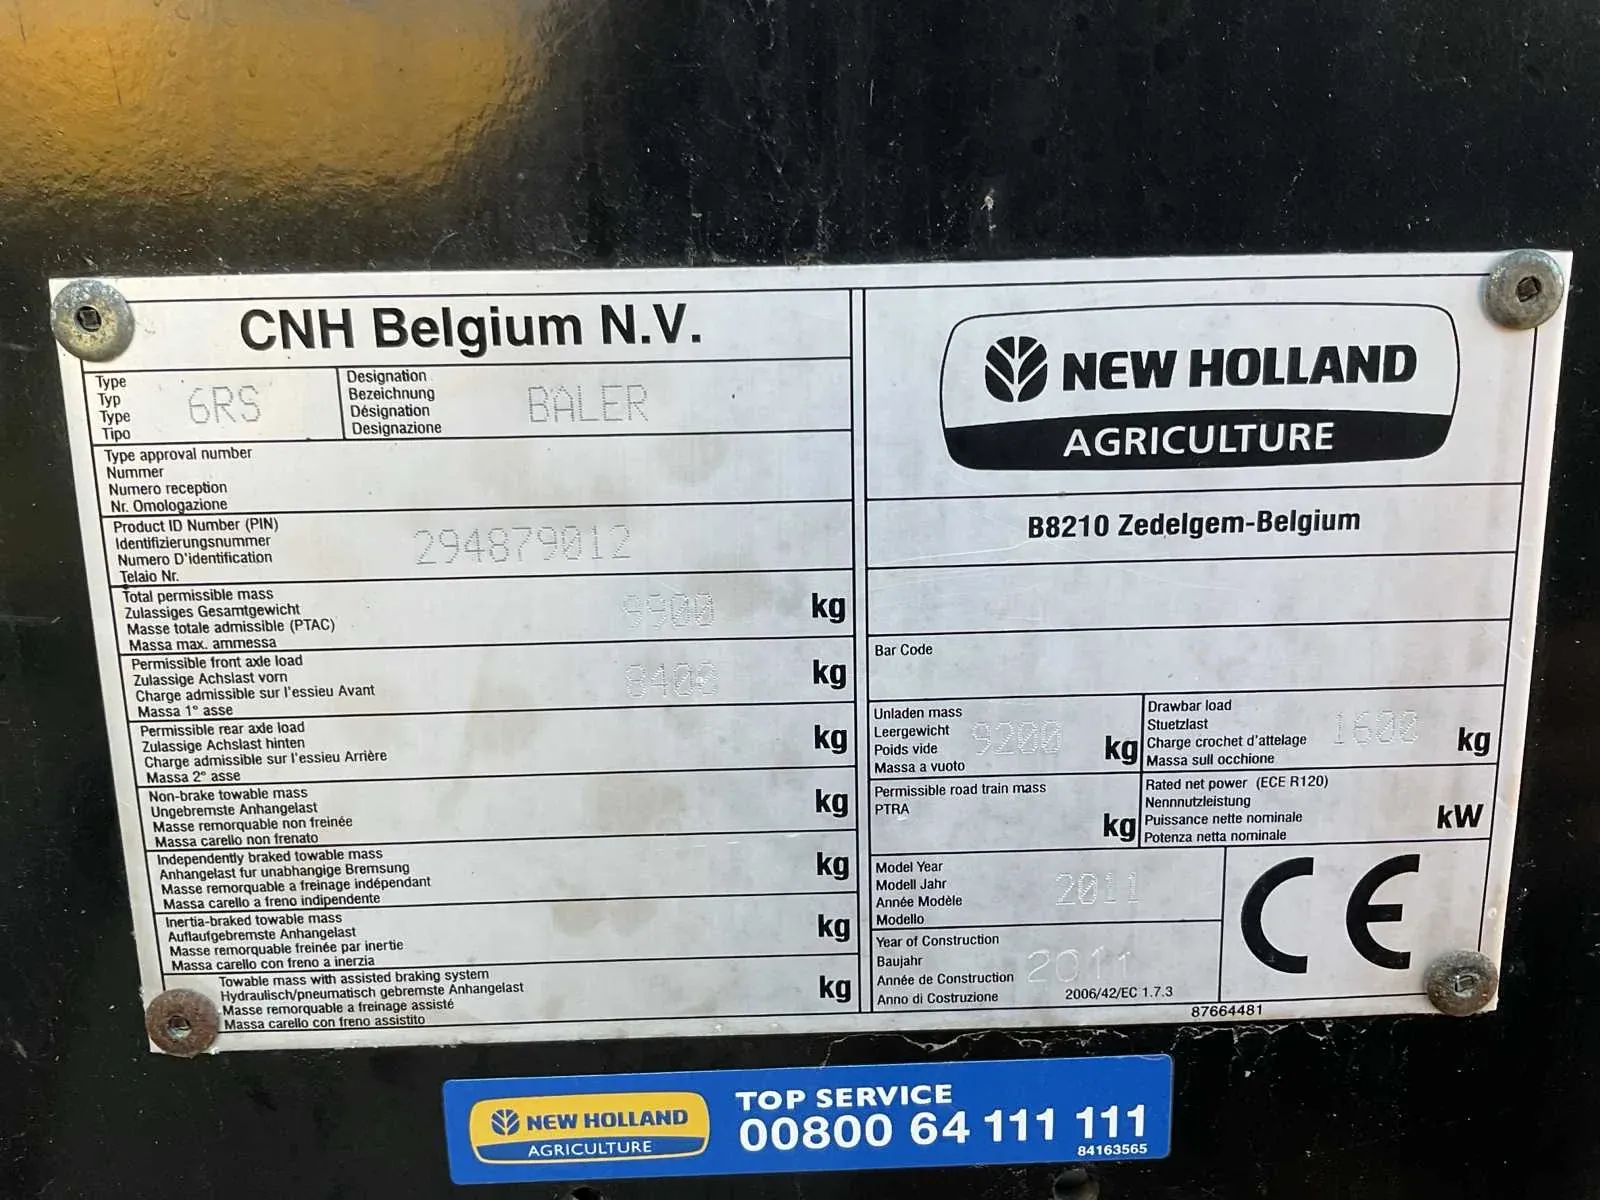 CNH Belgium N.V.
Type
Typ
Type
Tipo
6RS
Designation
Bezeichnung
Désignation
Designazione
BALER
Type approval number
Nummer
Numero reception
Nr. Omologazione
Product ID Number (PIN)
Identifizierungsnummer
Numero D'identification
Telaio Nr.
294879012
Total permissible mass
Zulassiges Gesamtgewicht
Masse totale admissible (PTAC)
Massa max. ammessa
9900 kg
Permissible front axle load
Zulassige Achslast vorn
Charge admissible sur l'essieu Avant
Massa 1° asse
8400 kg
Permissible rear axle load
Zulassige Achslast hinten
Charge admissible sur l'essieu Arrière
Massa 2° asse
kg
Non-brake towable mass
Ungebremste Anhangelast
Masse remorquable non freinée
Massa carello non frenato
kg
Independently braked towable mass
Anhangelast fur unabhangige Bremsung
Masse remorquable a freinage indépendant
Massa carello a freno indipendente
kg
Inertia-braked towable mass
Auflaufgebremste Anhangelast
Masse remorquable freinée par inertie
Massa carello con freno a inerzia
kg
Towable mass with assisted braking system
Hydraulisch/pneumatisch gebremste Anhangelast
Masse remorquable a freinage assisté
Massa carello con freno assistito
kg
NEW HOLLAND
AGRICULTURE
B8210 Zedelgem-Belgium
Bar Code
Unladen mass
Leergewicht
Poids vide
Massa a vuoto
9200 kg
Drawbar load
Stuetzlast
Charge crochet d'attelage
Massa sull occhione
1600 kg
Permissible road train mass
PTRA
kg
Rated net power (ECE R120)
Nennnutzleistung
Puissance nette nominale
Potenza netta nominale
kW
Model Year
Modell Jahr
Année Modèle
Modello
2011
Year of Construction
Baujahr
Année de Construction
Anno di Costruzione
2011
2006/42/EC 1.7.3
CE
87664481
NEW HOLLAND
AGRICULTURE
TOP SERVICE
00800 64 111 111
84163565